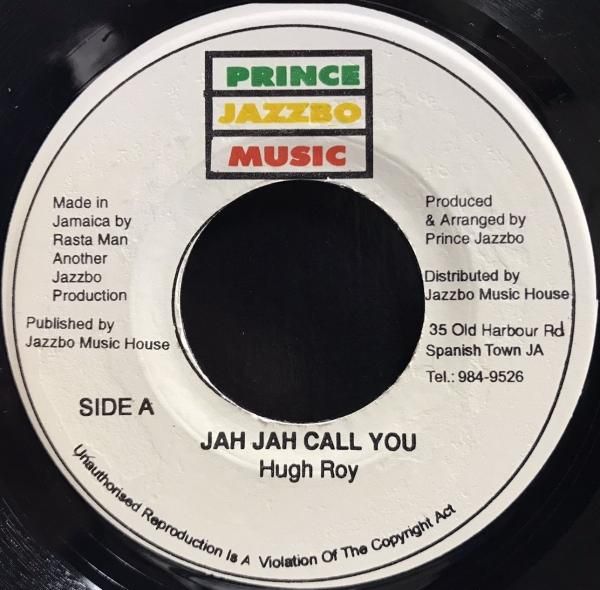 PRINCE
JAZZBO
MUSIC
Made in
Jamaica by
Rasta Man
Another
Jazzbo
Production
Published by
Jazzbo Music House
Produced
& Arranged by
Prince Jazzbo
Distributed by
Jazzbo Music House
35 Old Harbour Rd
Spanish Town JA
Tel.: 984-9526
SIDE A
JAH JAH CALL YOU
Hugh Roy
Unauthorised Reproduction Is A Violation Of The Copyright Act